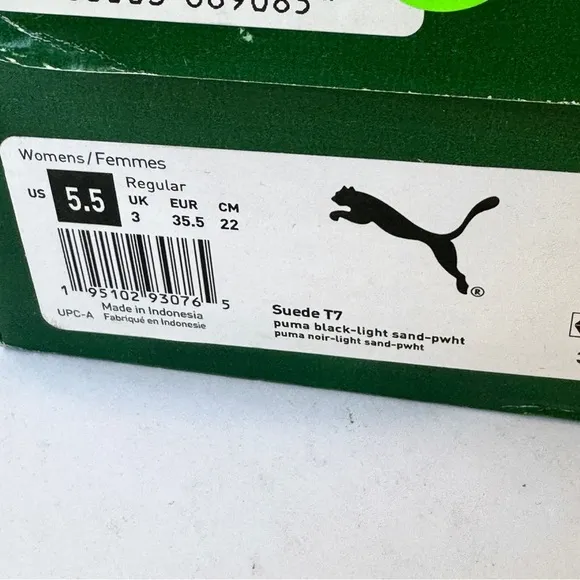 Womens/Femmes
Regular
US 5.5 UK EUR CM
3 35.5 22
1 95102 93076 5
UPC-A Made in Indonesia
Fabriqué en Indonesie
Suede T7
puma black-light sand-pwht
puma noir-light sand-pwht
®